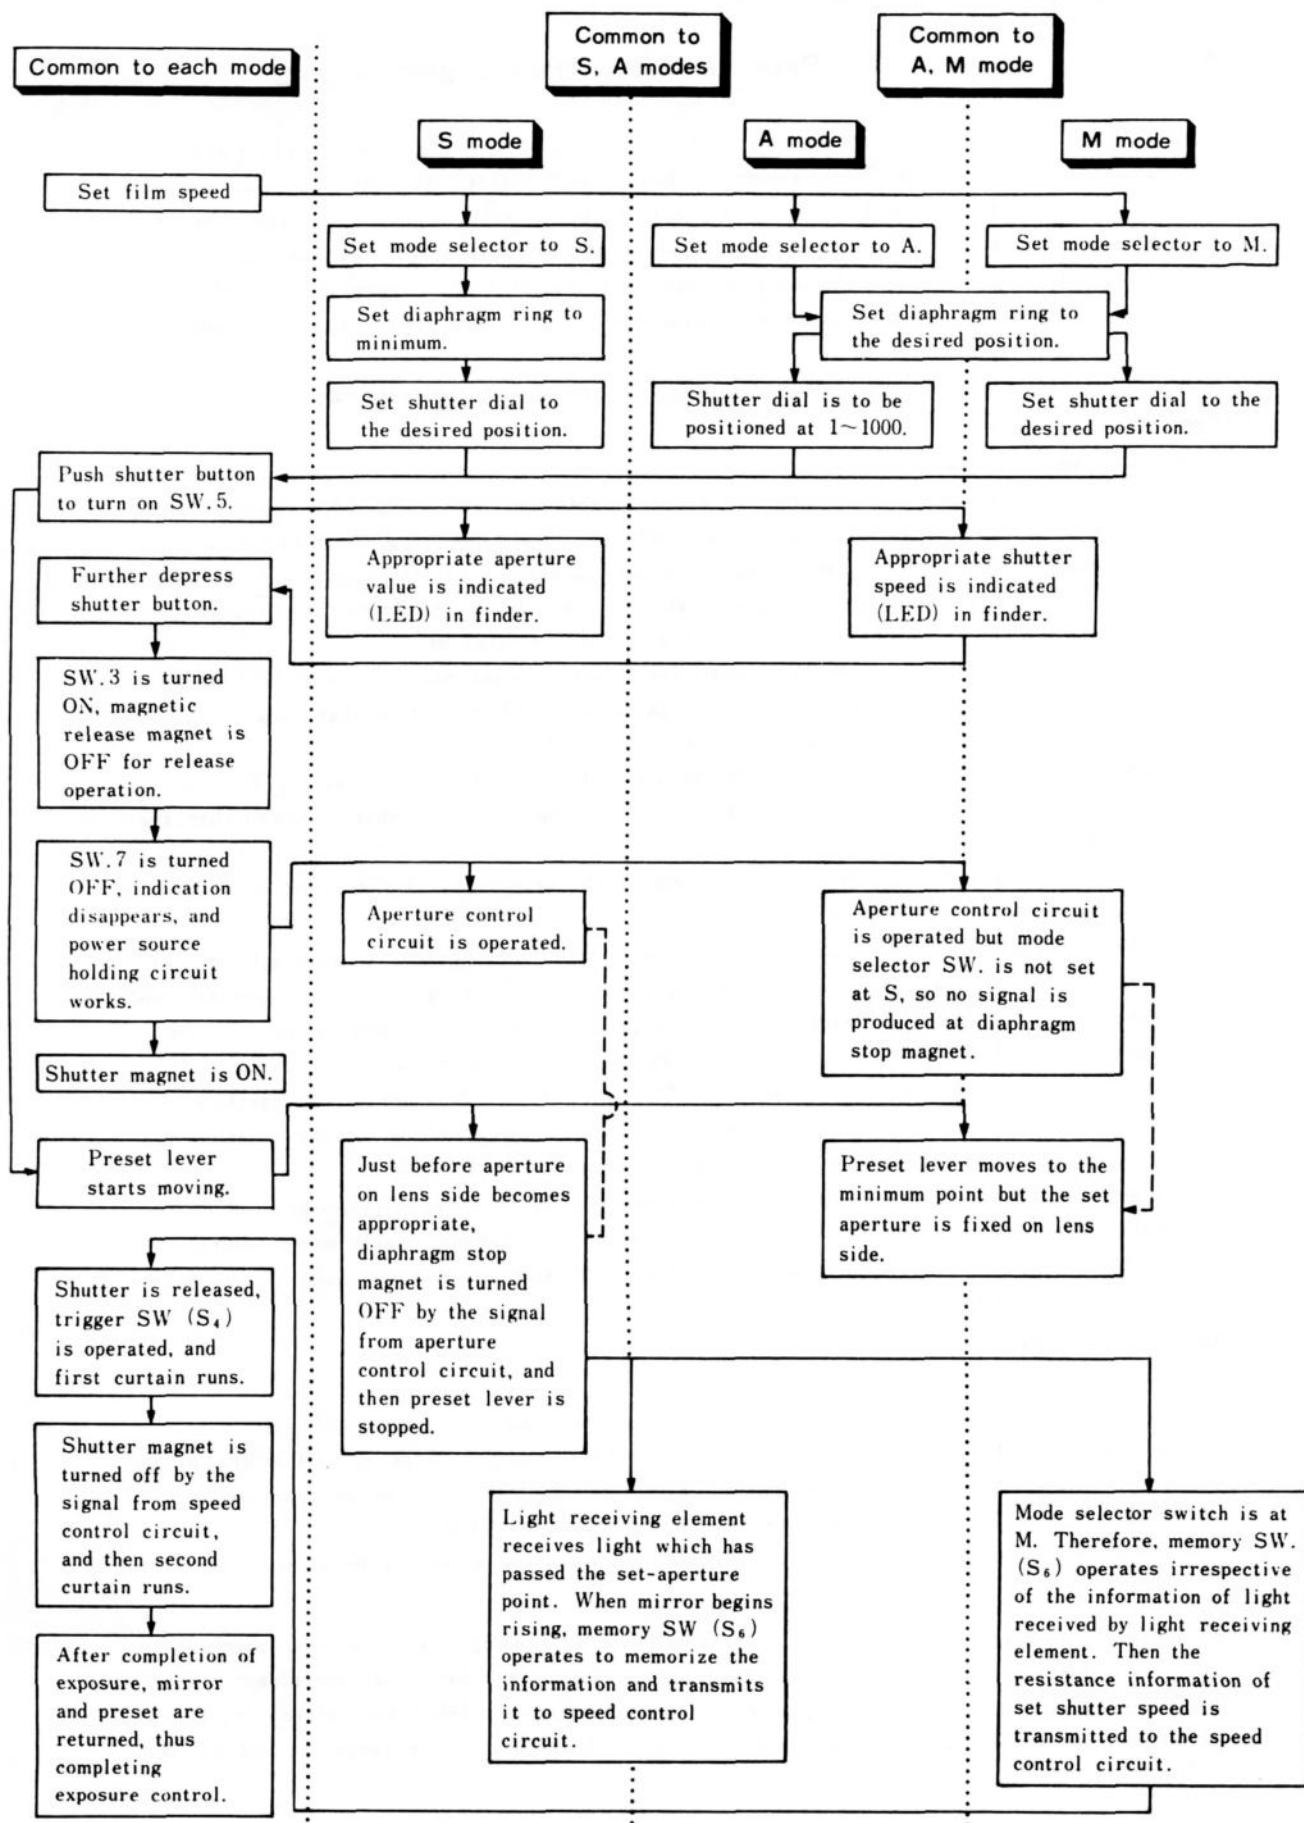 Common to each mode
Common to
S, A modes
Common to
A, M mode
S mode
A mode
M mode
Set film speed
Set mode selector to S.
Set mode selector to A.
Set mode selector to M.
Set diaphragm ring to
minimum.
Set diaphragm ring to
the desired position.
Set shutter dial to
the desired position.
Shutter dial is to be
positioned at 1~1000.
Set shutter dial to the
desired position.
Push shutter button
to turn on SW.5.
Appropriate aperture
value is indicated
(LED) in finder.
Appropriate shutter
speed is indicated
(LED) in finder.
Further depress
shutter button.
SW.3 is turned
ON, magnetic
release magnet is
OFF for release
operation.
SW.7 is turned
OFF, indication
disappears, and
power source
holding circuit
works.
Aperture control
circuit is operated.
Aperture control circuit
is operated but mode
selector SW. is not set
at S, so no signal is
produced at diaphragm
stop magnet.
Shutter magnet is ON.
Preset lever
starts moving.
Just before aperture
on lens side becomes
appropriate,
diaphragm stop
magnet is turned
OFF by the signal
from aperture
control circuit, and
then preset lever is
stopped.
Preset lever moves to the
minimum point but the set
aperture is fixed on lens
side.
Shutter is released,
trigger SW (S₄)
is operated, and
first curtain runs.
Shutter magnet is
turned off by the
signal from speed
control circuit,
and then second
curtain runs.
Light receiving element
receives light which has
passed the set-aperture
point. When mirror begins
rising, memory SW (S₆)
operates to memorize the
information and transmits
it to speed control
circuit.
Mode selector switch is at
M. Therefore, memory SW.
(S₆) operates irrespective
of the information of light
received by light receiving
element. Then the
resistance information of
set shutter speed is
transmitted to the speed
control circuit.
After completion of
exposure, mirror
and preset are
returned, thus
completing
exposure control.